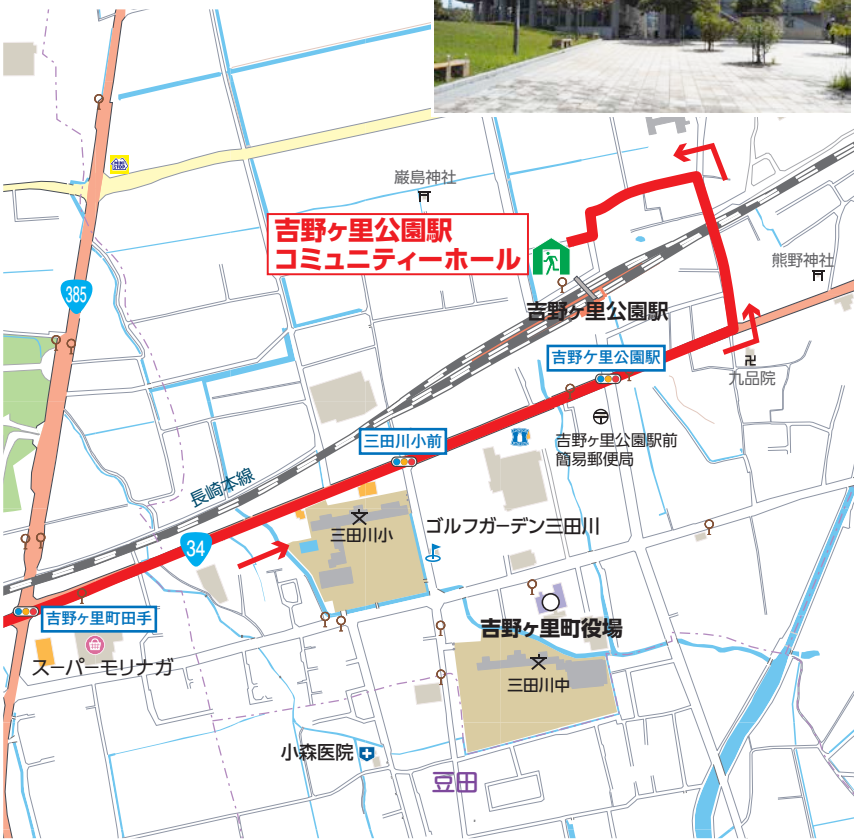 MINI STOP
巌島神社
吉野ヶ里公園駅
コミュニティーホール
熊野神社
385
吉野ヶ里公園駅
吉野ケ里公園駅
九品院
三田川小前
吉野ヶ里公園駅前
簡易郵便局
長崎本線
ゴルフガーデン三田川
三田川小
34
吉野ヶ里町田手
吉野ヶ里町役場
スーパーモリナガ
三田川中
小森医院
豆田